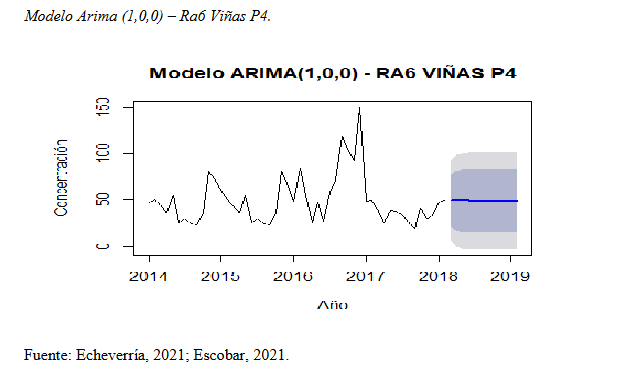 Modelo Arima (1,0,0) – Ra6 Viñas P4.
Modelo ARIMA(1,0,0) - RA6 VIÑAS P4
Concentración
150
100
50
0
2014 2015 2016 2017 2018 2019
Año
Fuente: Echeverría, 2021; Escobar, 2021.